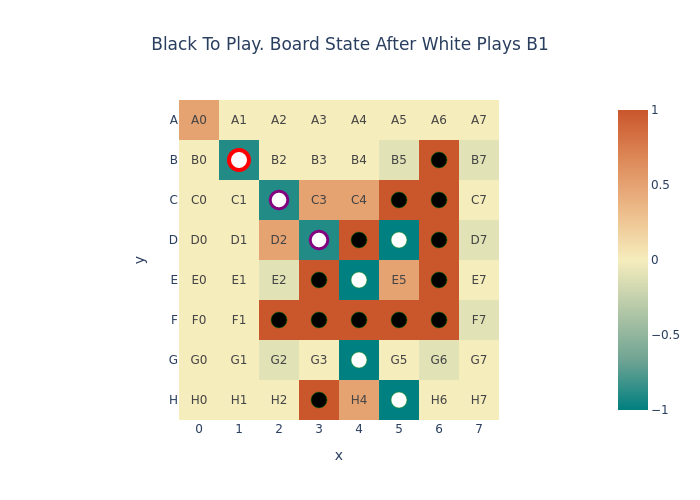 Black To Play. Board State After White Plays B1
A A0 A1 A2 A3 A4 A5 A6 A7
B B0 B2 B3 B4 B5 B7
C C0 C1 C3 C4 C7
D D0 D1 D2 D7
E E0 E1 E2 E5 E7
F F0 F1 F7
G G0 G1 G2 G3 G5 G6 G7
H H0 H1 H2 H4 H6 H7
0 1 2 3 4 5 6 7
x
y
1
0.5
0
−0.5
−1